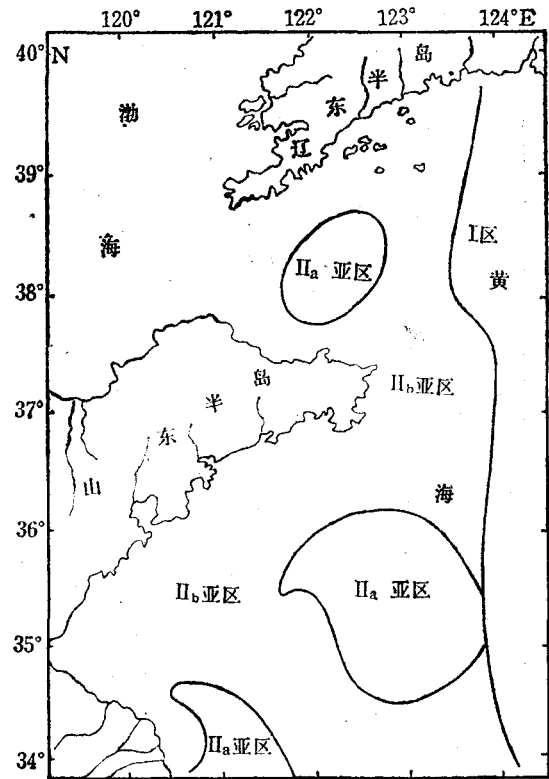 120° 121° 122° 123° 124°E
40° N
岛
半
东
渤
辽
39°
I区
海
IIa 亚区
黄
38°
IIb亚区
岛
37°
半
东
山
海
36°
IIb亚区
IIa 亚区
35°
IIa亚区
34°